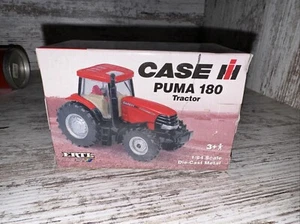 CASE IH
PUMA 180
Tractor
3+
1/64 Scale
Die-Cast Metal
ERTL